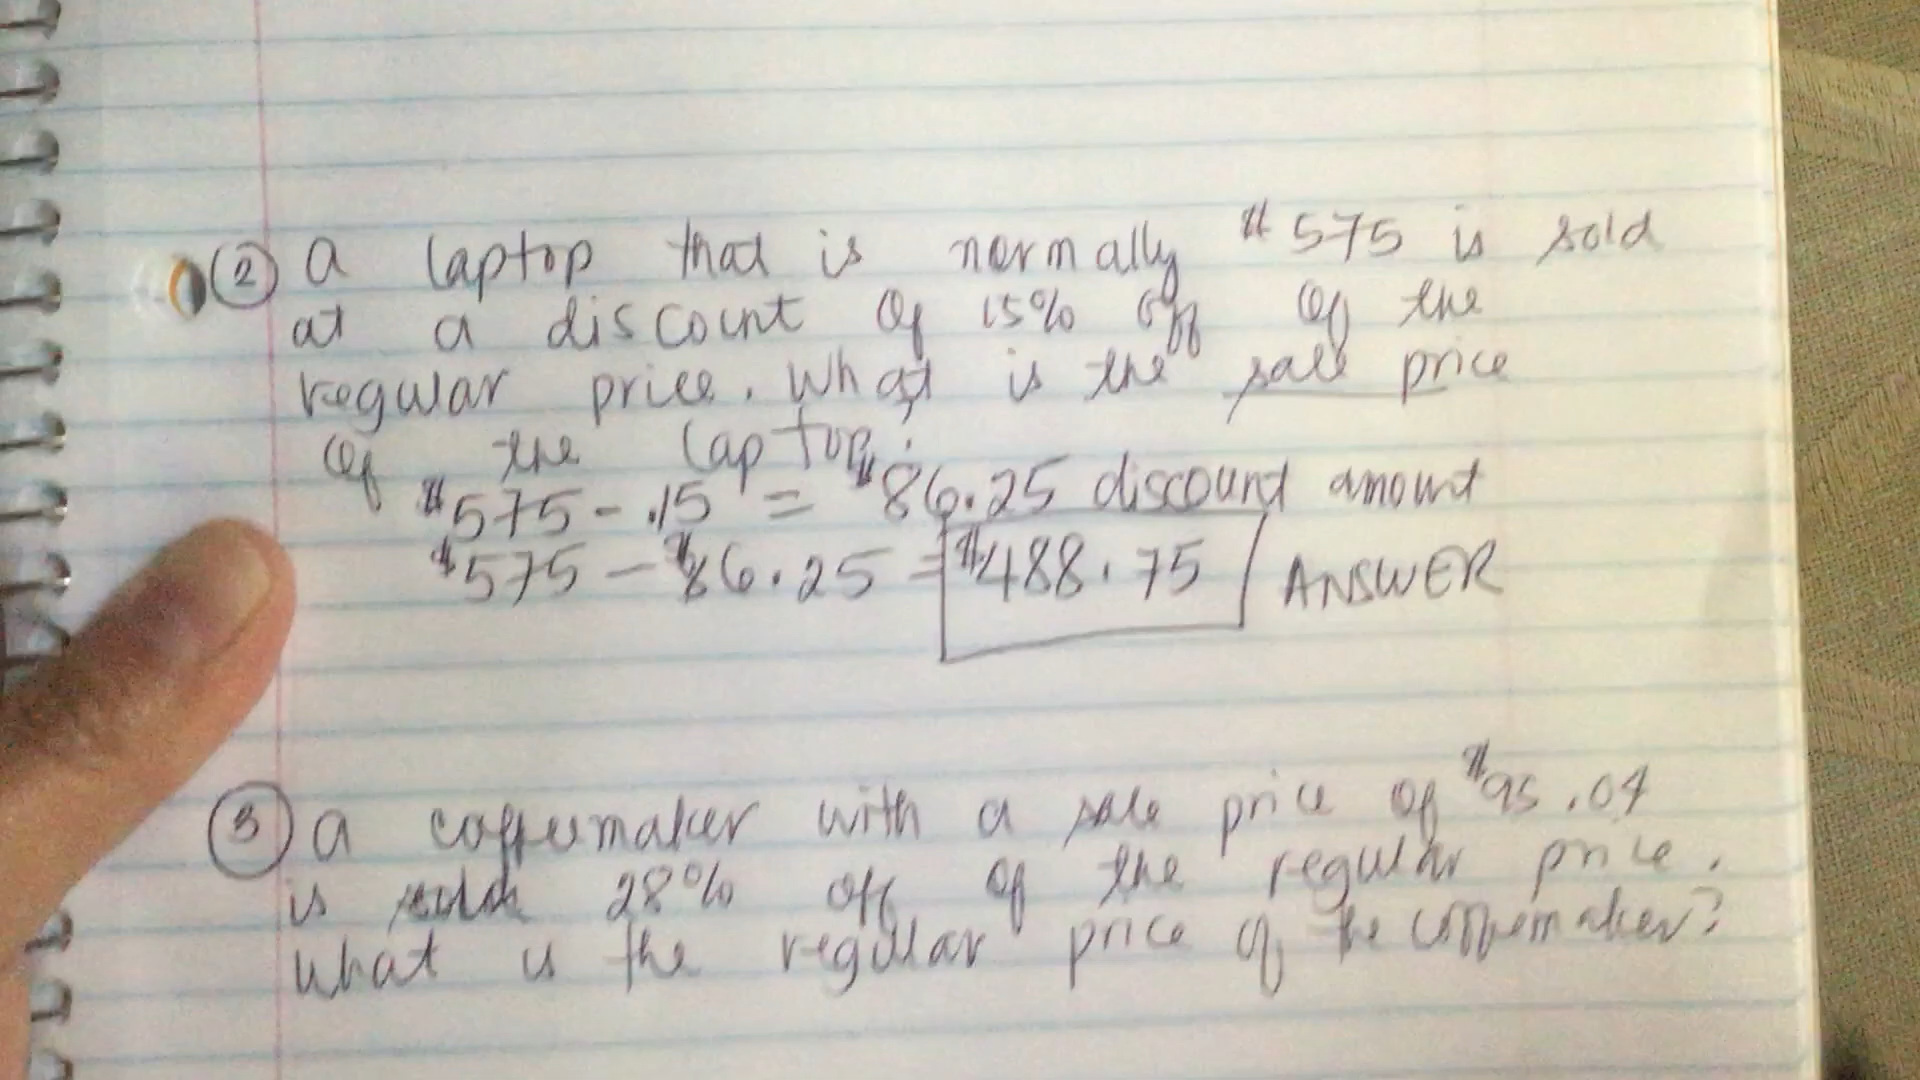 ② a laptop that is normally $575 is sold
at a discount of 15% off of the
regular price. What is the sale price
of the laptop?
$575 - .15 = $86.25 discount amount
$575 - $86.25 = $488.75 ANSWER
③ a coffeemaker with a sale price of $95.04
is 28% off of the regular price.
what is the regular price of the coffeemaker?